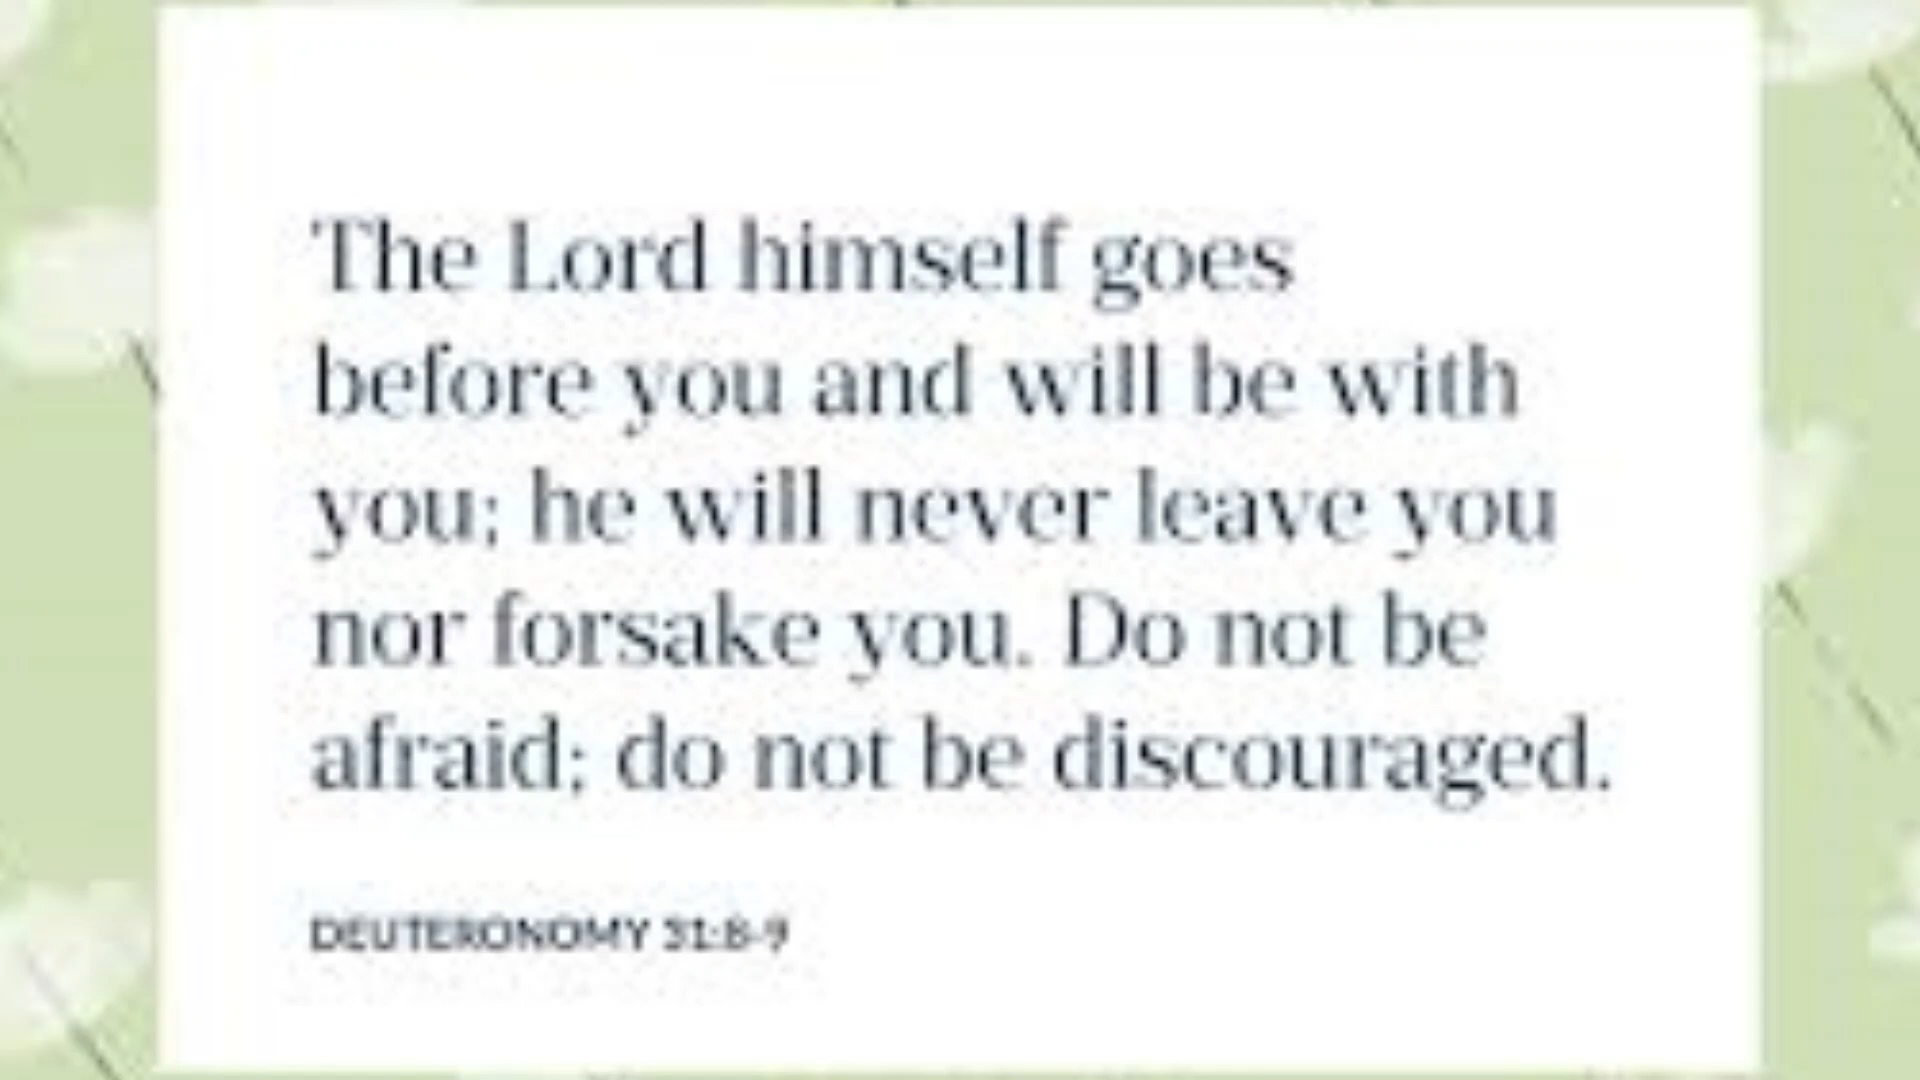 The Lord himself goes
before you and will be with
you; he will never leave you
nor forsake you. Do not be
afraid; do not be discouraged.
DEUTERONOMY 31:8-9